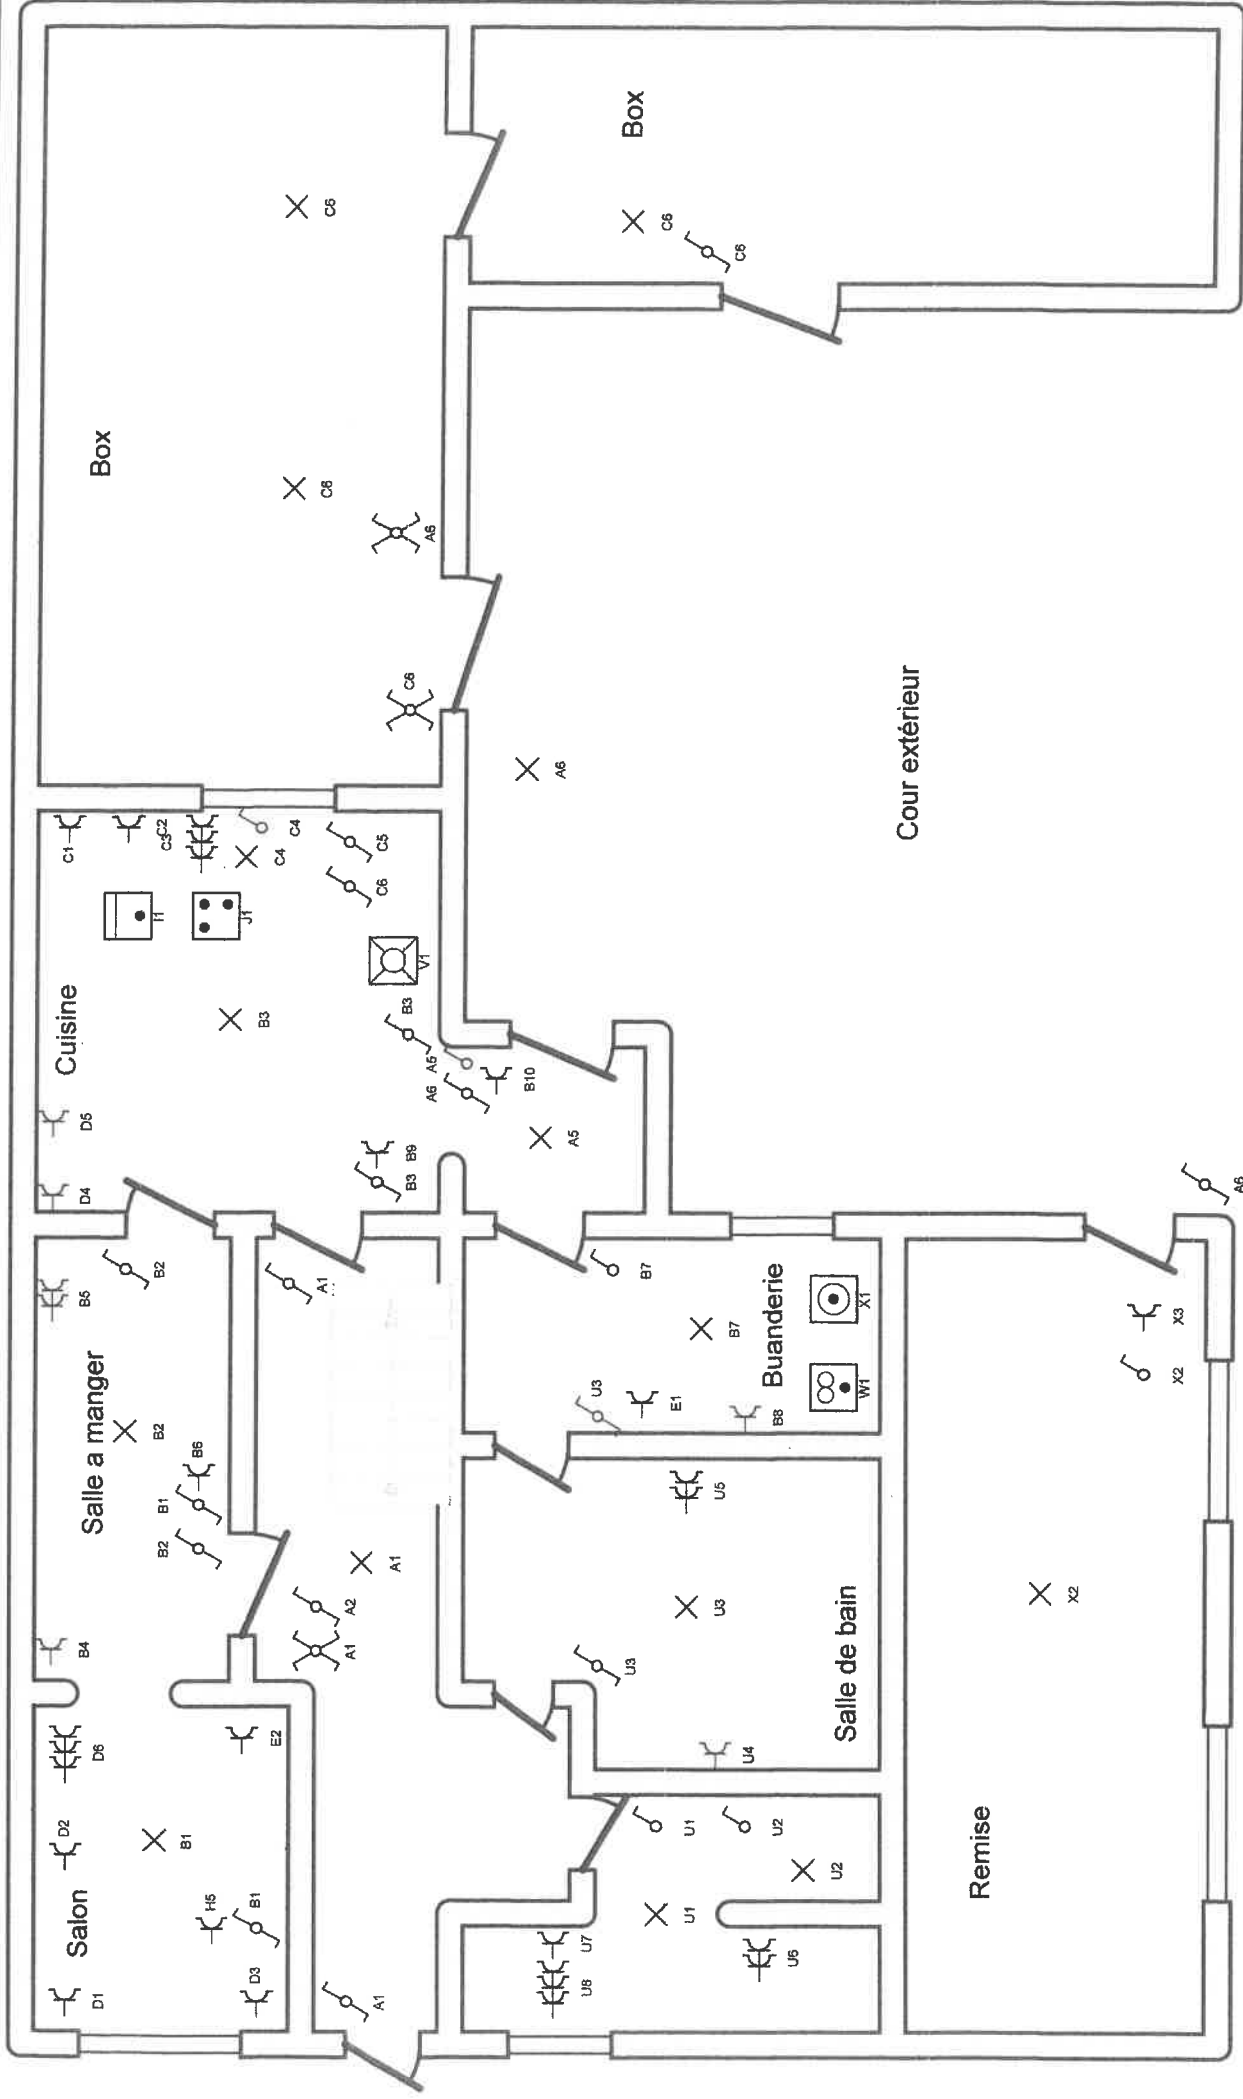 Salon
D1
D2
D6
B1
H5
B1
D3
E2
Salle a manger
B4
B2
B5
B2
B6
B1
B2
A1
A2
A1
A1
A1
Cuisine
D4
D5
C1
C2
C3
C4
C4
C5
C6
I1
J1
V1
B3
B3
B9
B3
A5
A6
B10
A5
Box
C6
C6
A6
C6
Box
C6
C6
Cour extérieur
A6
A6
Buanderie
B7
B7
U3
E1
B8
W1
X1
Salle de bain
U5
U3
U3
U4
U1
U2
U2
U1
U7
U8
U6
Remise
X2
X2
X3